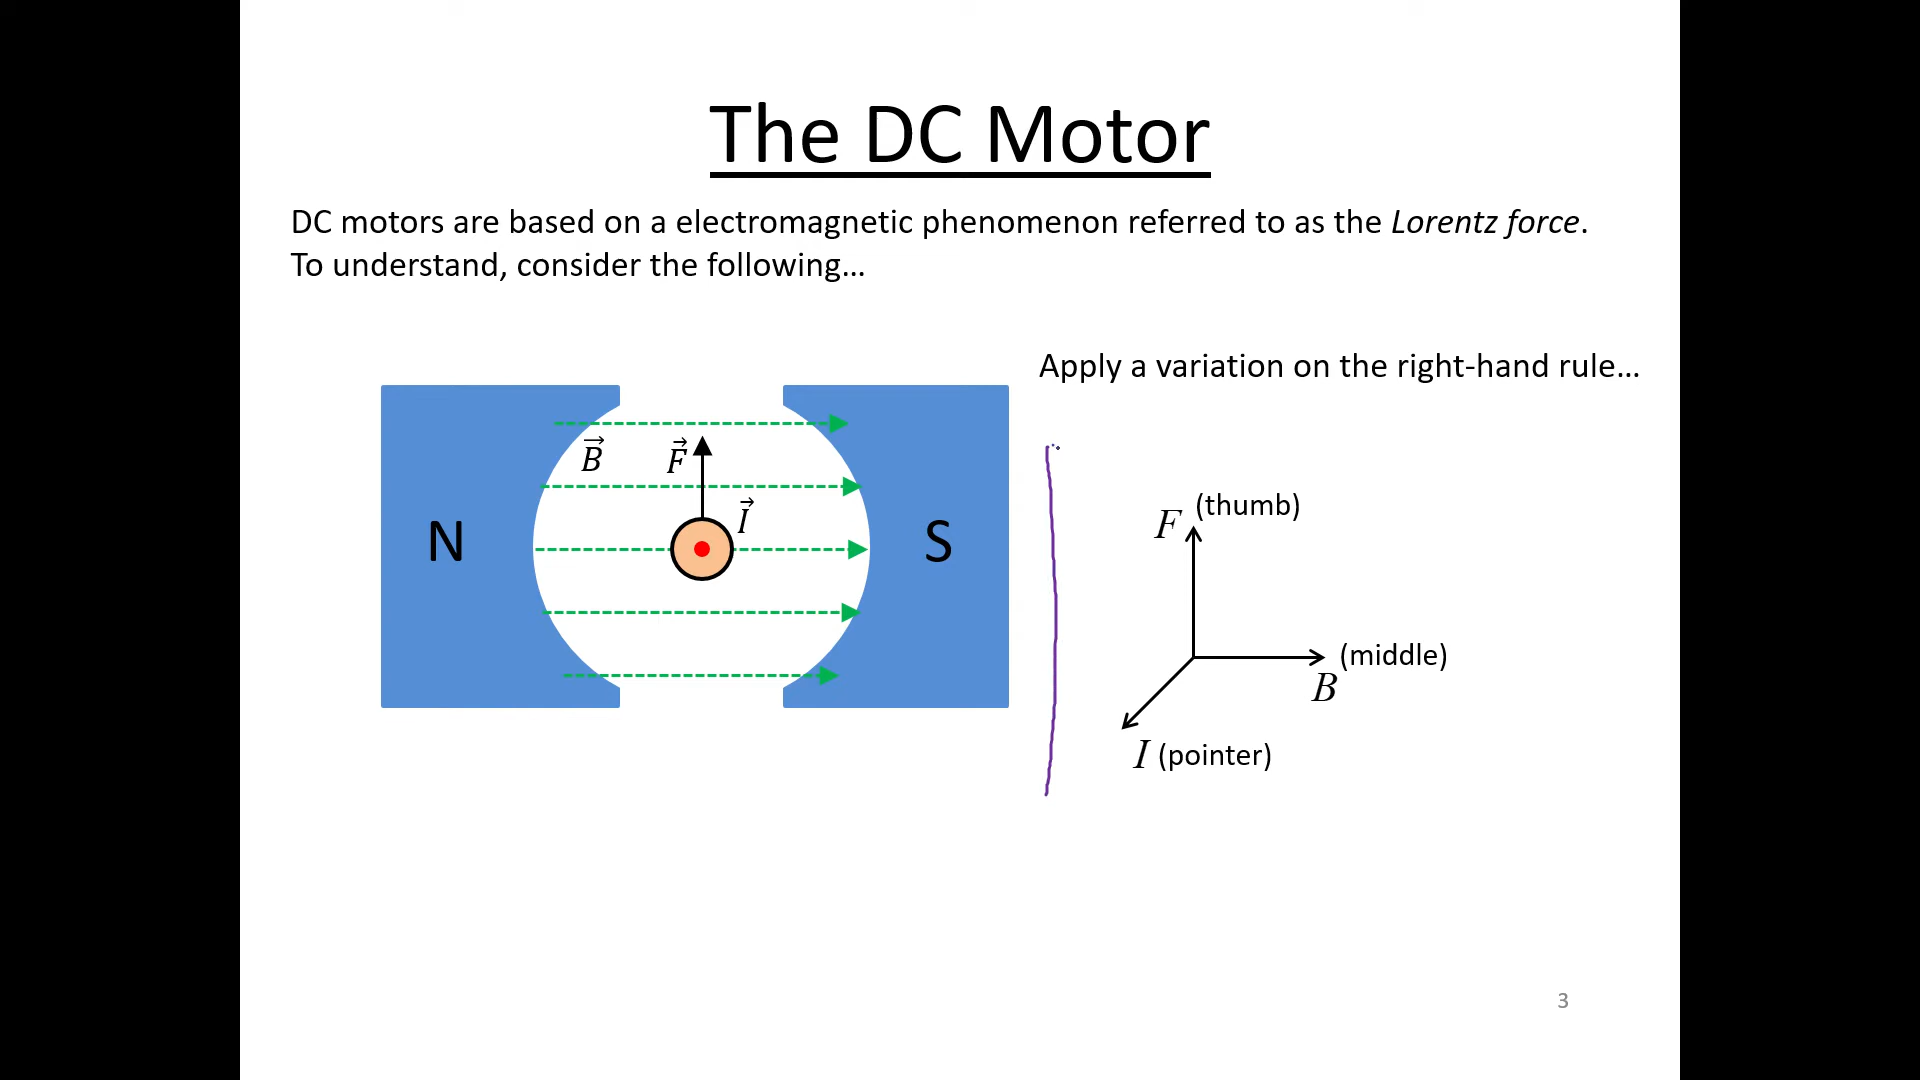 The DC Motor
DC motors are based on a electromagnetic phenomenon referred to as the Lorentz force.
To understand, consider the following…
Apply a variation on the right-hand rule…
B
F
I
N
S
F (thumb)
(middle)
B
I (pointer)
3